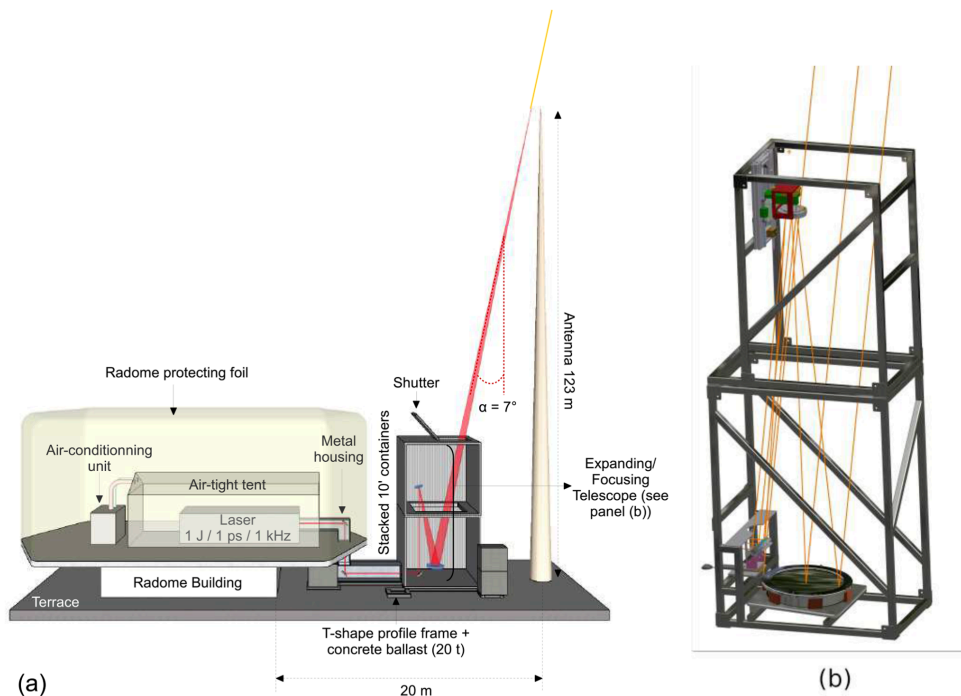 Radome protecting foil
Shutter
α = 7°
Antenna 123 m
Air-conditionning
unit
Metal
housing
Stacked 10' containers
Air-tight tent
Expanding/
Focusing
Telescope (see
panel (b))
Laser
1 J / 1 ps / 1 kHz
Radome Building
Terrace
T-shape profile frame +
concrete ballast (20 t)
20 m
(a)
(b)